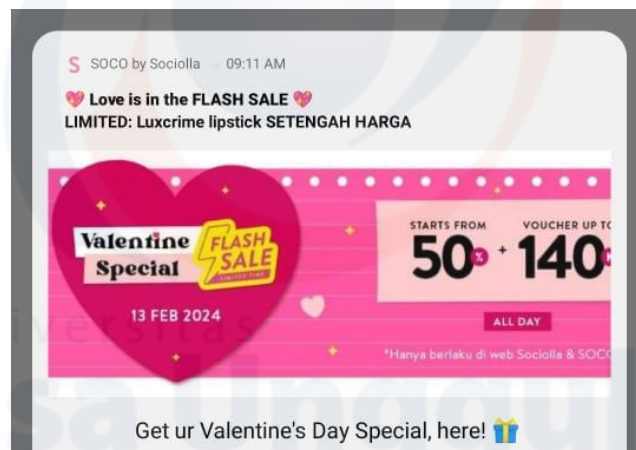 S SOCO by Sociolla 09:11 AM
💖 Love is in the FLASH SALE 💖
LIMITED: Luxcrime lipstick SETENGAH HARGA
Valentine
Special
FLASH
SALE
LIMITED TIME
13 FEB 2024
STARTS FROM
50% +
VOUCHER UP TO
140
ALL DAY
*Hanya berlaku di web Sociolla & SOCO
Get ur Valentine's Day Special, here! 🎁